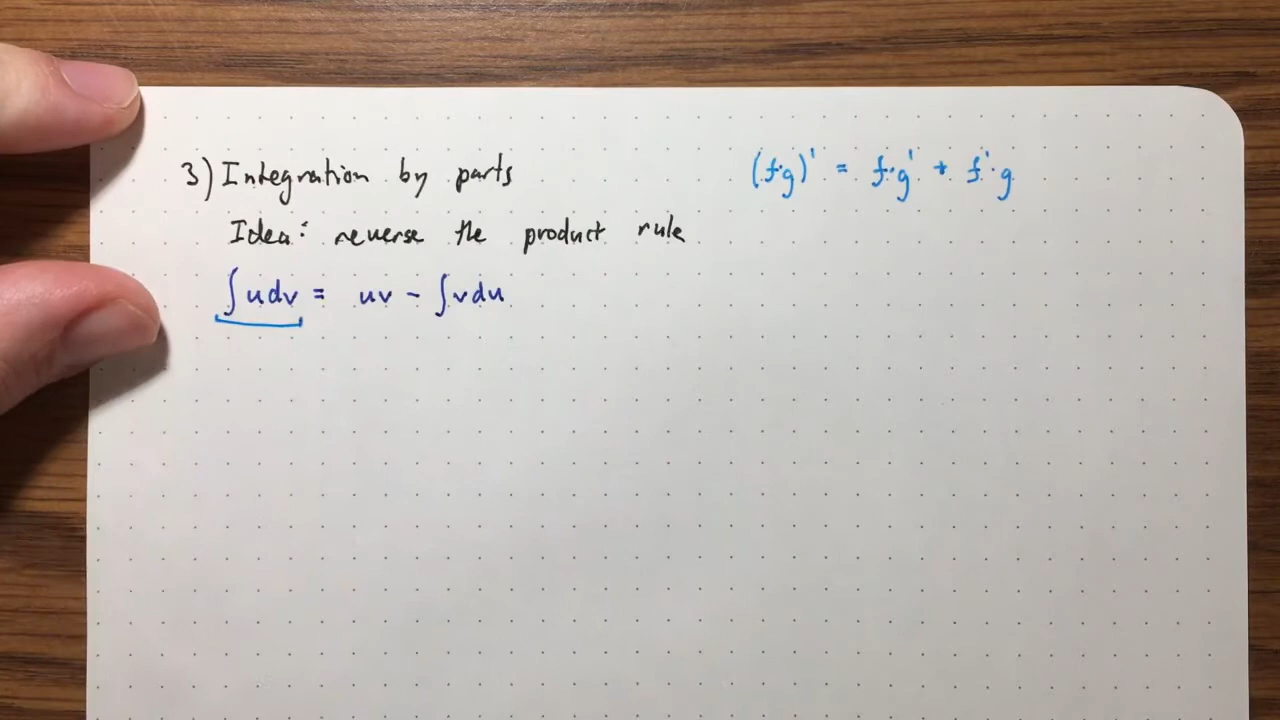 3) Integration by parts
(f·g)' = f·g' + f'·g
Idea: reverse the product rule
∫udv = uv - ∫vdu